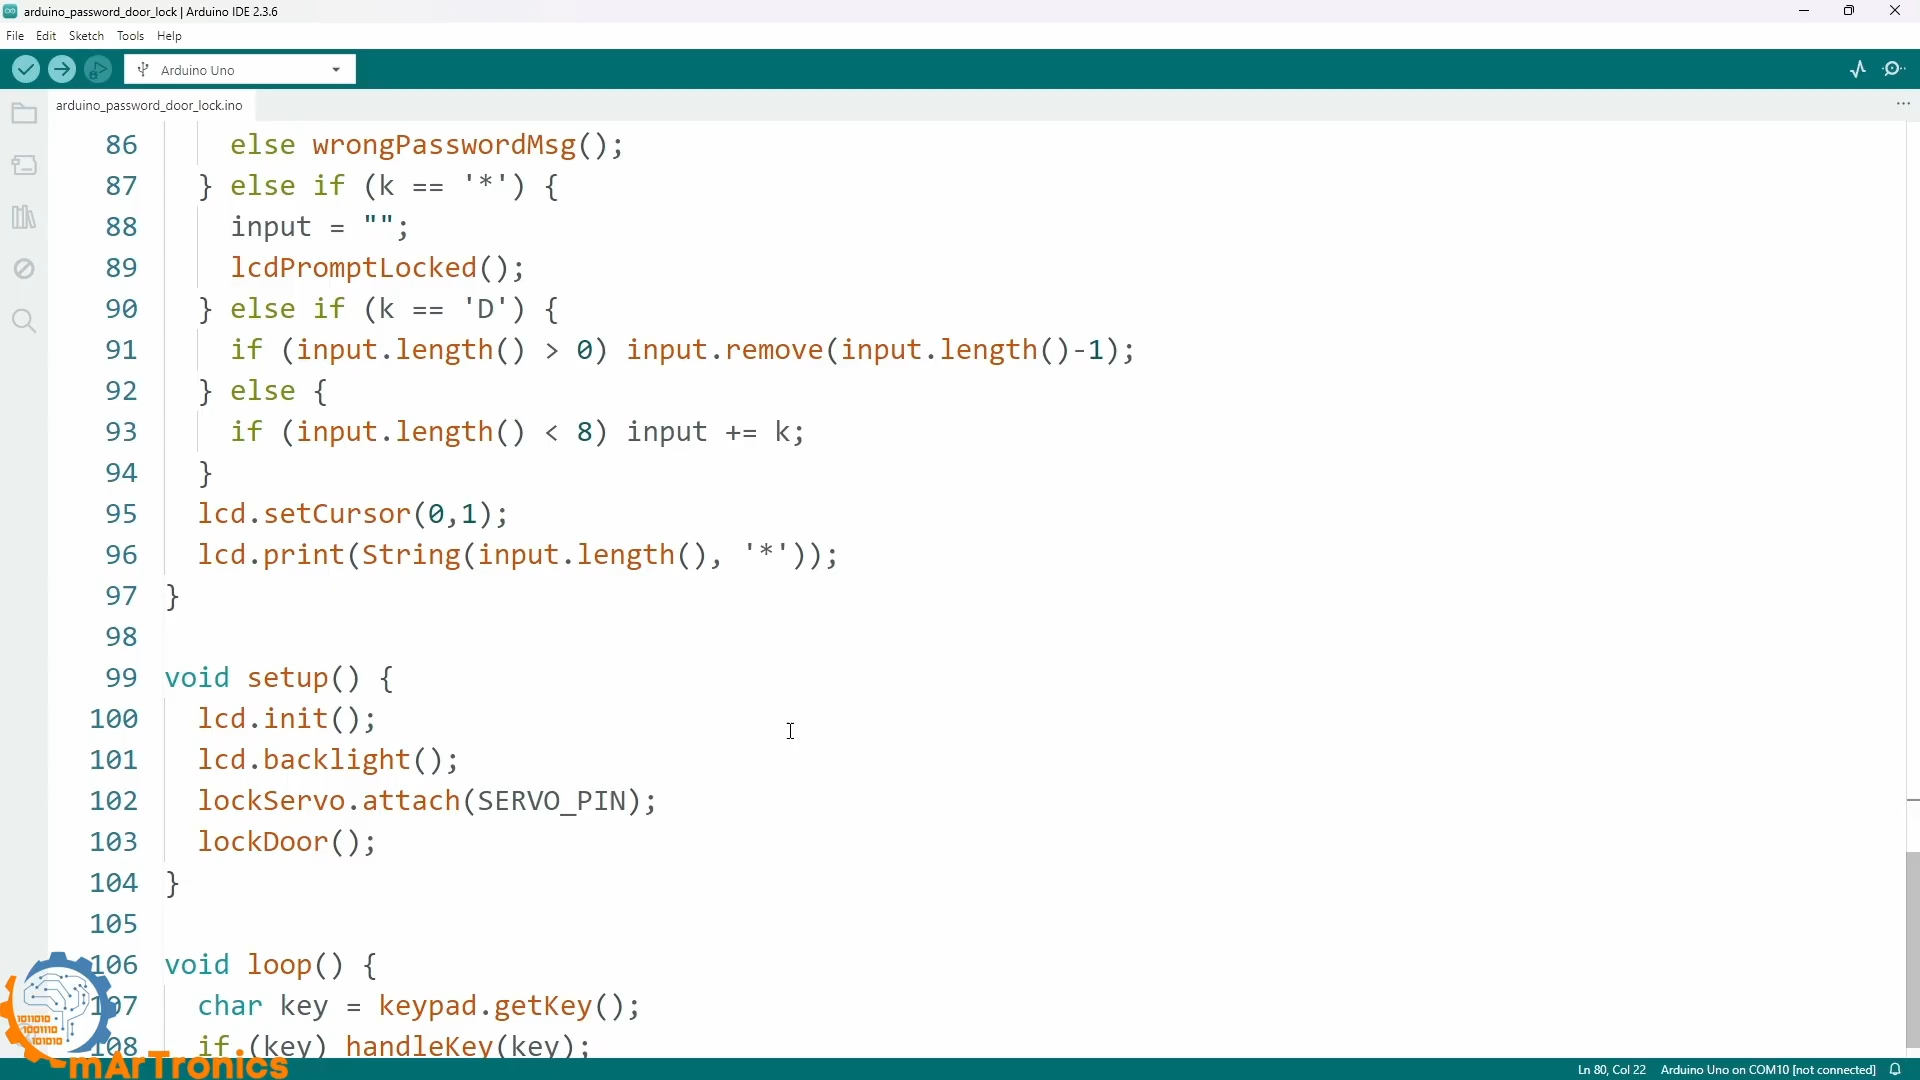 arduino_password_door_lock | Arduino IDE 2.3.6
File Edit Sketch Tools Help
Arduino Uno
arduino_password_door_lock.ino
86 else wrongPasswordMsg();
87 } else if (k == '*') {
88 input = "";
89 lcdPromptLocked();
90 } else if (k == 'D') {
91 if (input.length() > 0) input.remove(input.length()-1);
92 } else {
93 if (input.length() < 8) input += k;
94 }
95 lcd.setCursor(0,1);
96 lcd.print(String(input.length(), '*'));
97 }
98
99 void setup() {
100 lcd.init();
101 lcd.backlight();
102 lockServo.attach(SERVO_PIN);
103 lockDoor();
104 }
105
106 void loop() {
107 char key = keypad.getKey();
108 if (key) handleKey(key);
1011010
1001110
101010
mArTronics
Ln 80, Col 22 Arduino Uno on COM10 [not connected]